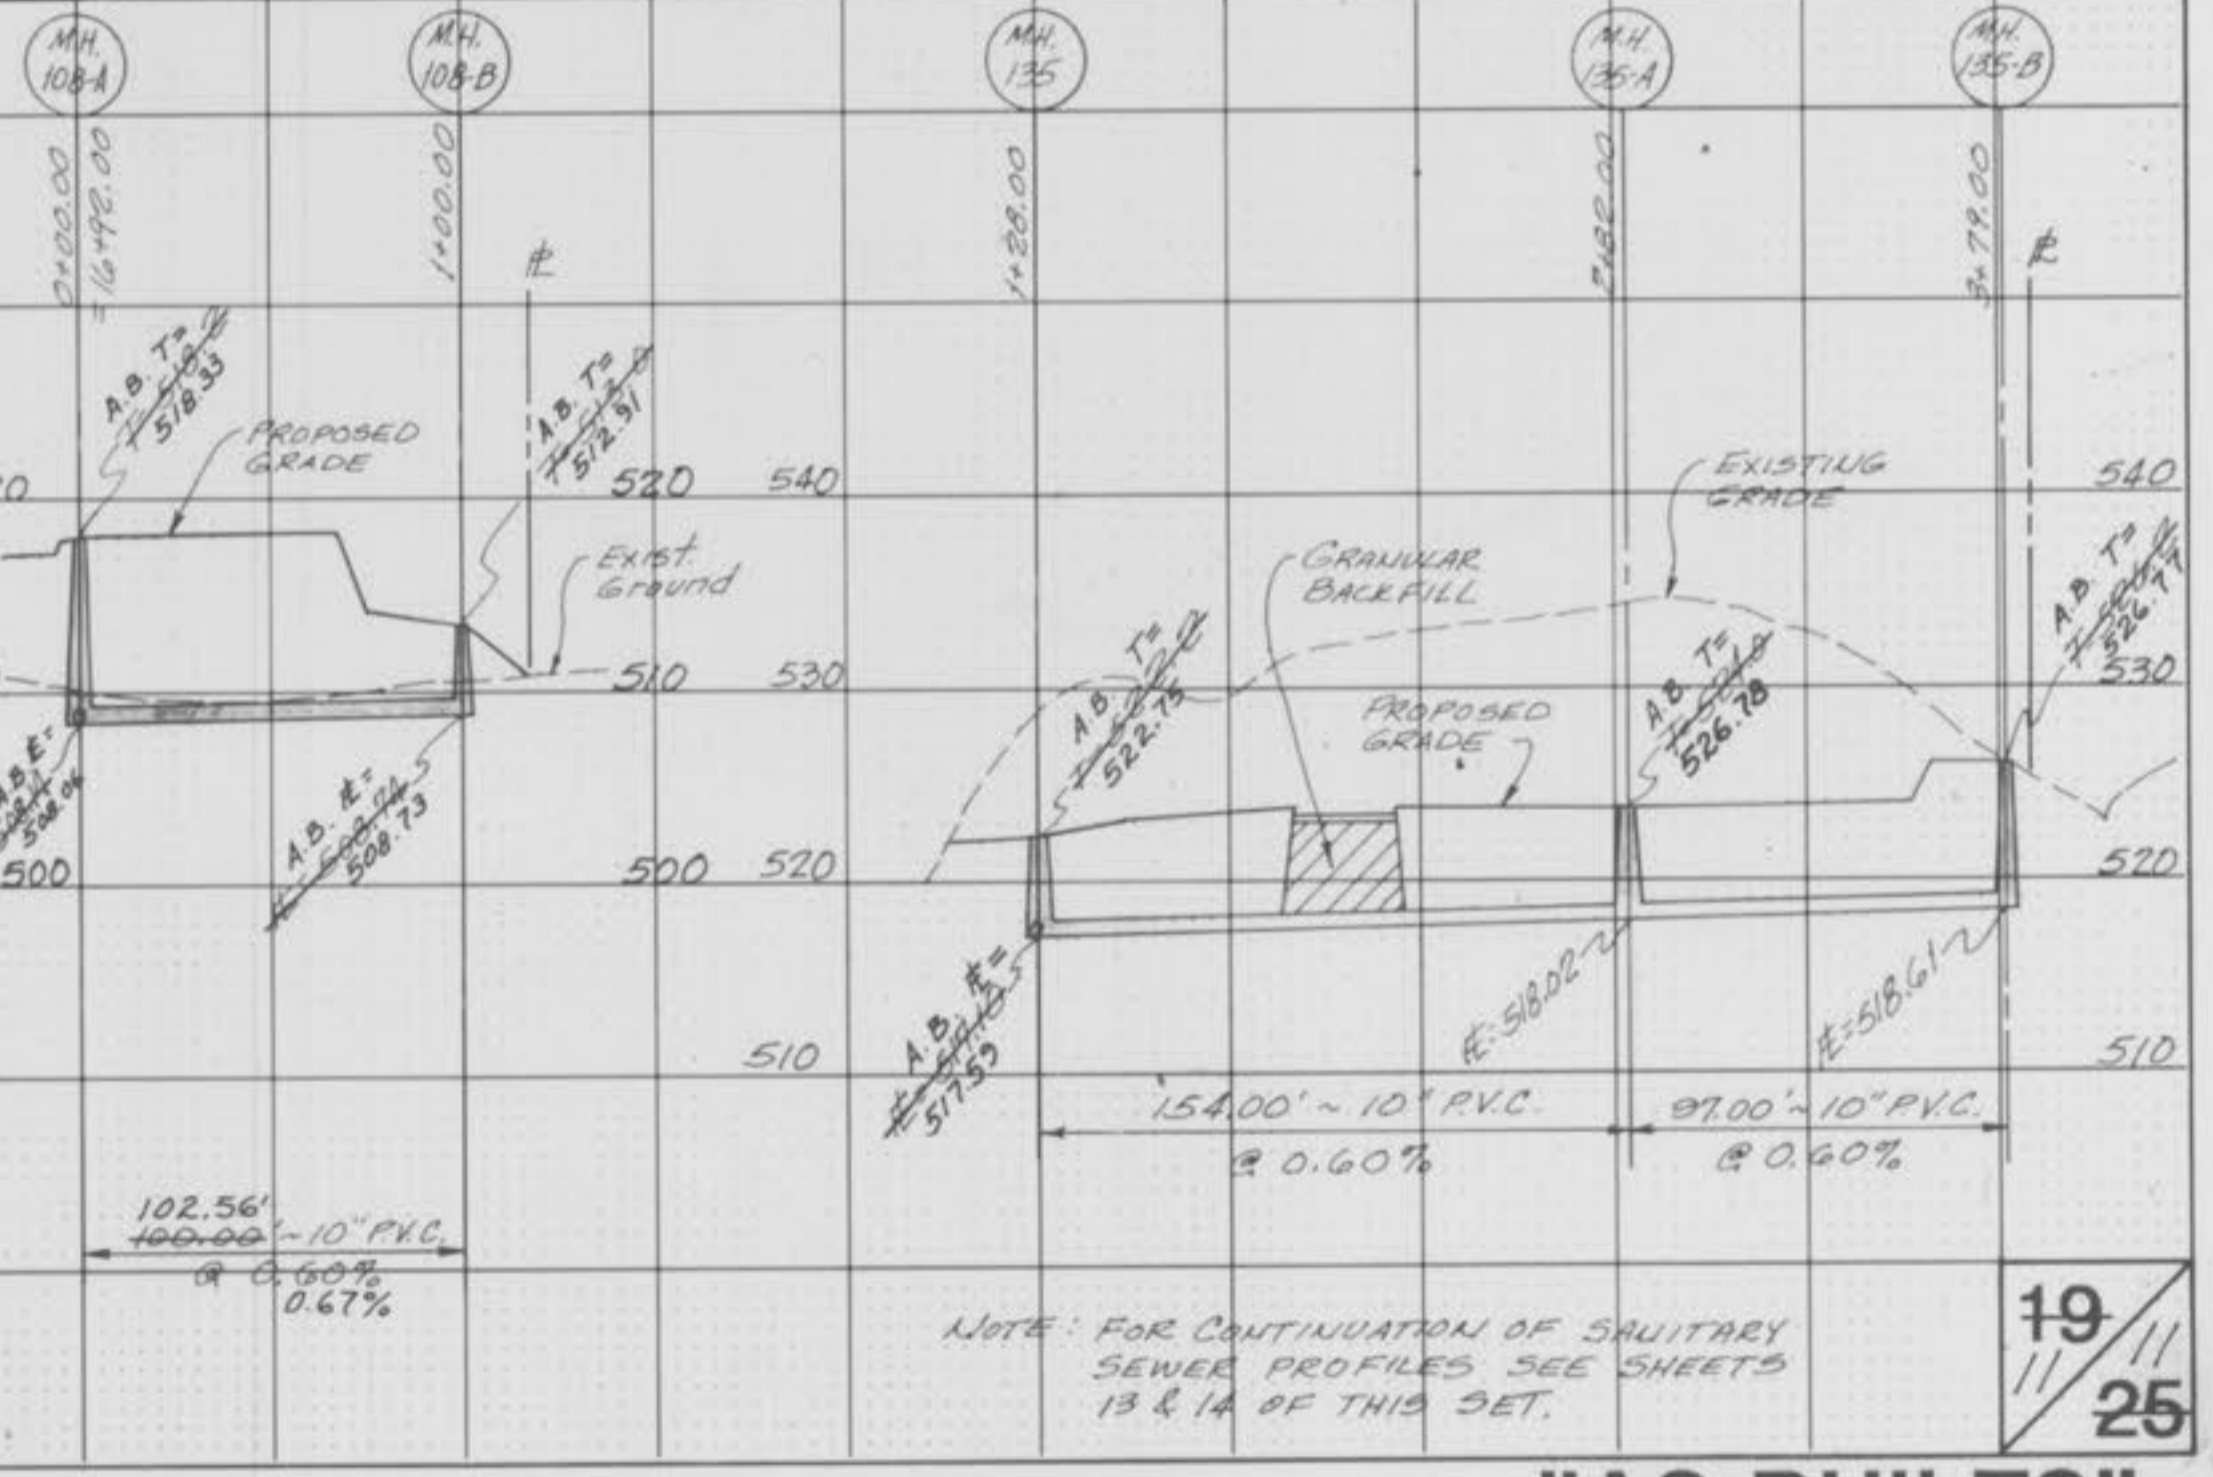 M.H.
108-A
M.H.
108-B
M.H.
135
M.H.
135-A
M.H.
135-B
0+00.00
=16+92.00
1+00.00
1+28.00
2+82.00
3+79.00
℄
℄
A.B. T=
518.33
PROPOSED
GRADE
A.B. T=
512.91
520
540
EXISTING
GRADE
540
EXIST.
Ground
GRANULAR
BACKFILL
A.B. T=
526.77
510
530
A.B. T=
522.75
PROPOSED
GRADE
A.B. T=
526.78
530
A.B. ℄=
508.06
A.B. ℄=
508.74
508.73
500
500
520
520
A.B. ℄=
517.59
℄=518.02
℄=518.61
510
510
154.00' ~ 10" P.V.C.
@ 0.60%
97.00' ~ 10" P.V.C.
@ 0.60%
102.56'
100.00' ~ 10" P.V.C.
@ 0.60%
0.67%
NOTE: FOR CONTINUATION OF SANITARY
SEWER PROFILES SEE SHEETS
13 & 14 OF THIS SET.
19
11
11
25